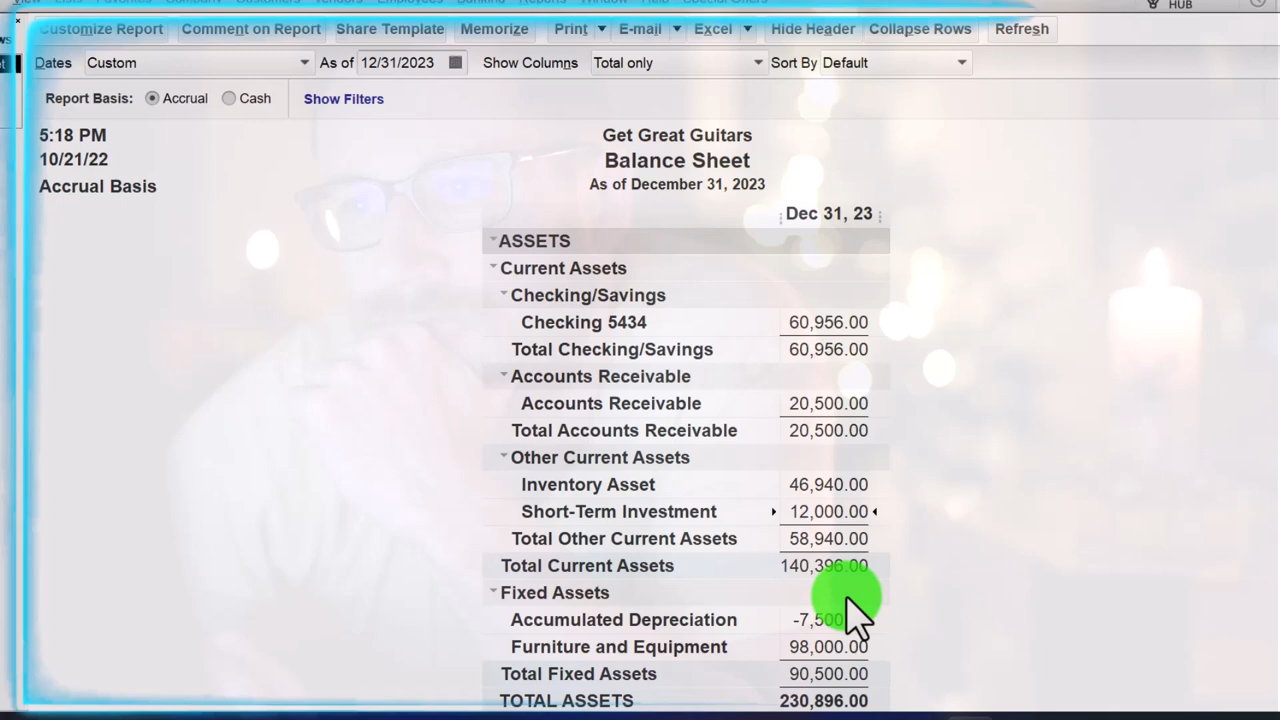 HUB
Customize Report Comment on Report Share Template Memorize Print E-mail Excel Hide Header Collapse Rows Refresh
Dates Custom As of 12/31/2023 Show Columns Total only Sort By Default
Report Basis: Accrual Cash Show Filters
5:18 PM
10/21/22
Accrual Basis
Get Great Guitars
Balance Sheet
As of December 31, 2023
Dec 31, 23
ASSETS
Current Assets
Checking/Savings
Checking 5434 60,956.00
Total Checking/Savings 60,956.00
Accounts Receivable
Accounts Receivable 20,500.00
Total Accounts Receivable 20,500.00
Other Current Assets
Inventory Asset 46,940.00
Short-Term Investment 12,000.00
Total Other Current Assets 58,940.00
Total Current Assets 140,396.00
Fixed Assets
Accumulated Depreciation -7,500
Furniture and Equipment 98,000.00
Total Fixed Assets 90,500.00
TOTAL ASSETS 230,896.00